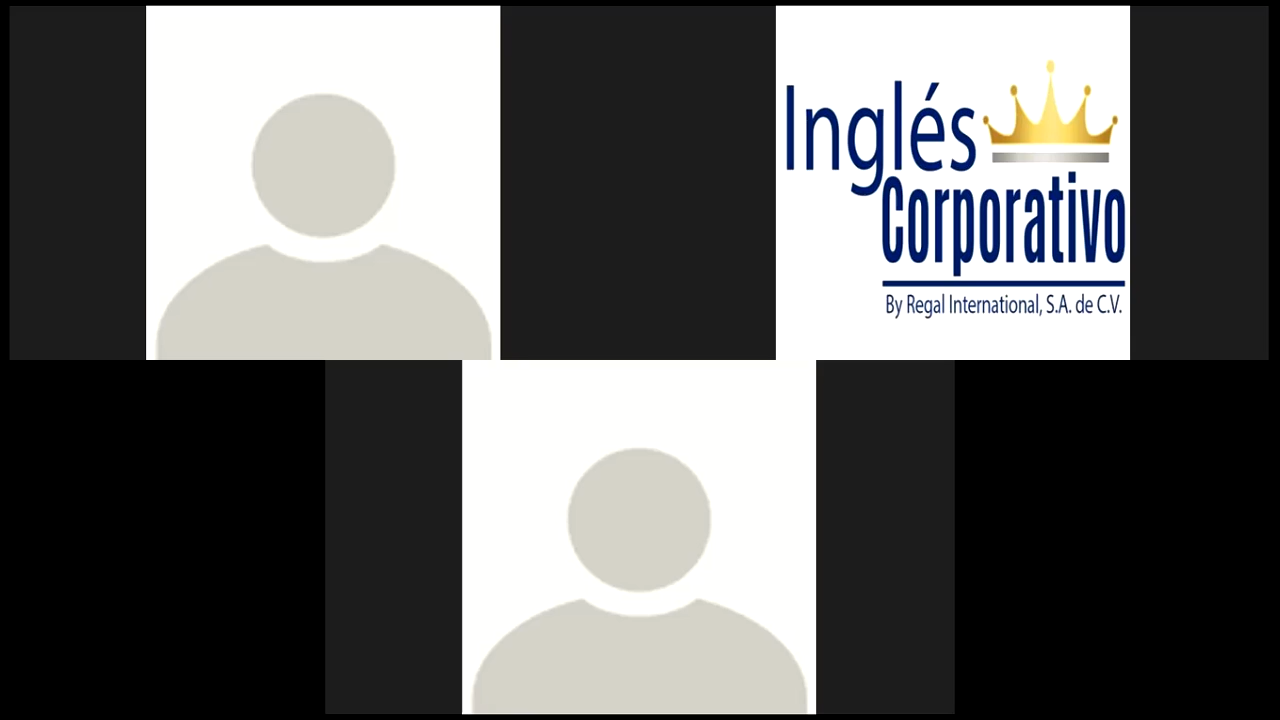 Inglés
Corporativo
By Regal International, S.A. de C.V.